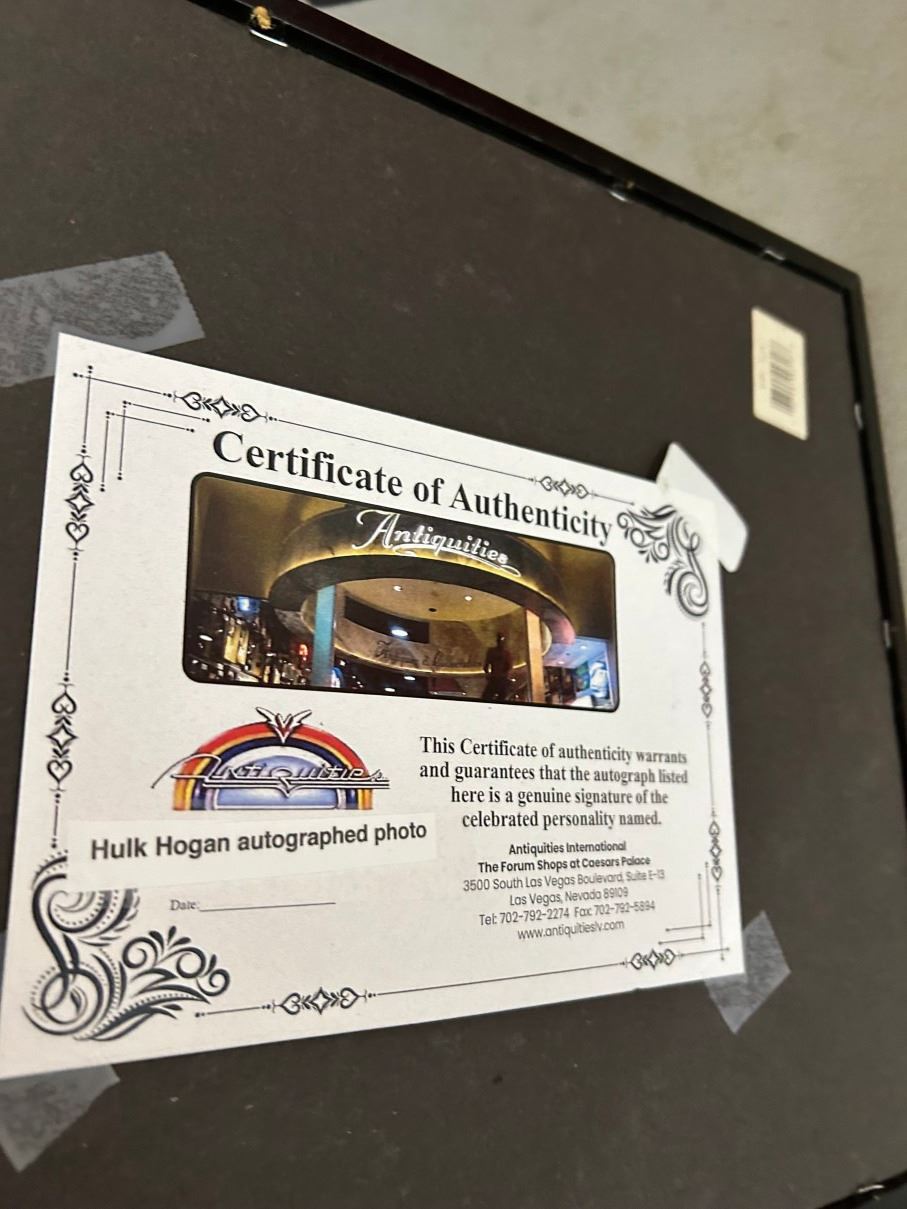 Certificate of Authenticity
Antiquities
Antiquities
Hulk Hogan autographed photo
Date:
This Certificate of authenticity warrants
and guarantees that the autograph listed
here is a genuine signature of the
celebrated personality named.
Antiquities International
The Forum Shops at Caesars Palace
3500 South Las Vegas Boulevard, Suite E-13
Las Vegas, Nevada 89109
Tel: 702-792-2274 Fax: 702-792-5894
www.antiquitieslv.com